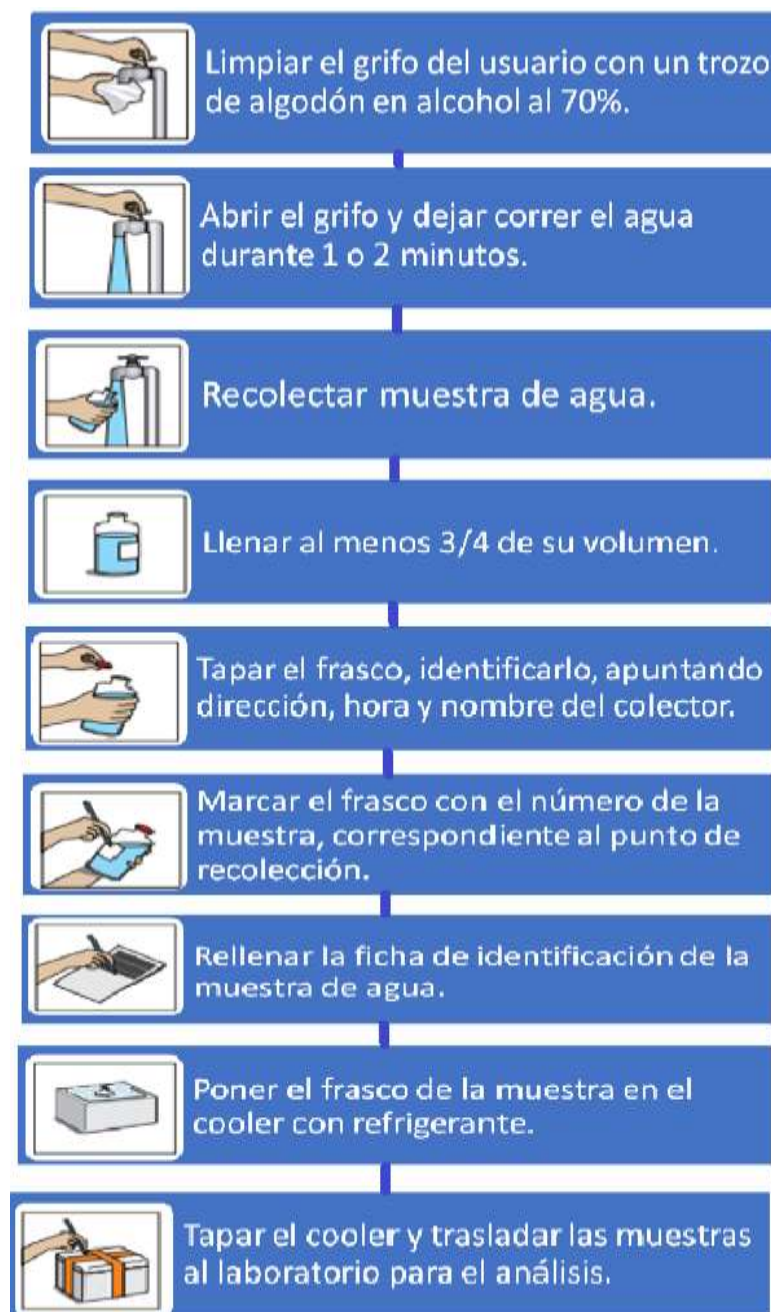 Limpiar el grifo del usuario con un trozo
de algodón en alcohol al 70%.
Abrir el grifo y dejar correr el agua
durante 1 o 2 minutos.
Recolectar muestra de agua.
Llenar al menos 3/4 de su volumen.
Tapar el frasco, identificarlo, apuntando
dirección, hora y nombre del colector.
Marcar el frasco con el número de la
muestra, correspondiente al punto de
recolección.
Rellenar la ficha de identificación de la
muestra de agua.
Poner el frasco de la muestra en el
cooler con refrigerante.
Tapar el cooler y trasladar las muestras
al laboratorio para el análisis.